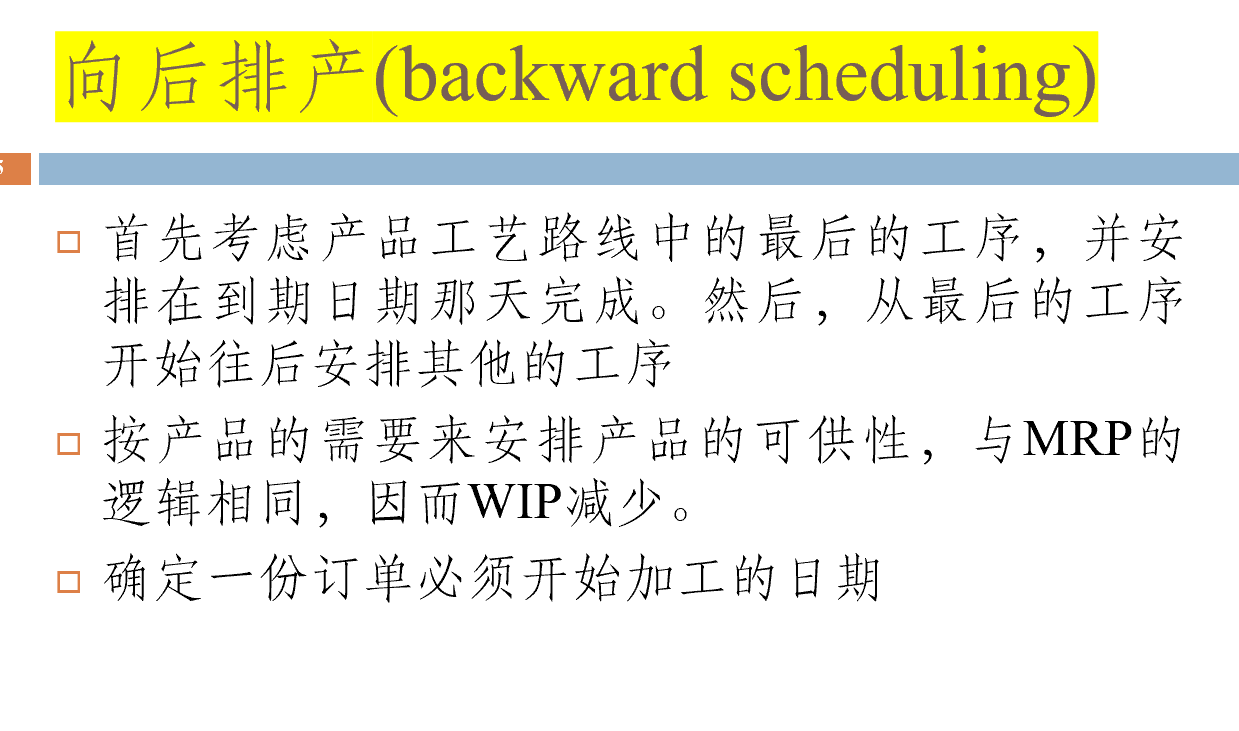 向后排产(backward scheduling)
5
首先考虑产品工艺路线中的最后的工序，并安
排在到期日期那天完成。然后，从最后的工序
开始往后安排其他的工序
按产品的需要来安排产品的可供性，与MRP的
逻辑相同，因而WIP减少。
确定一份订单必须开始加工的日期